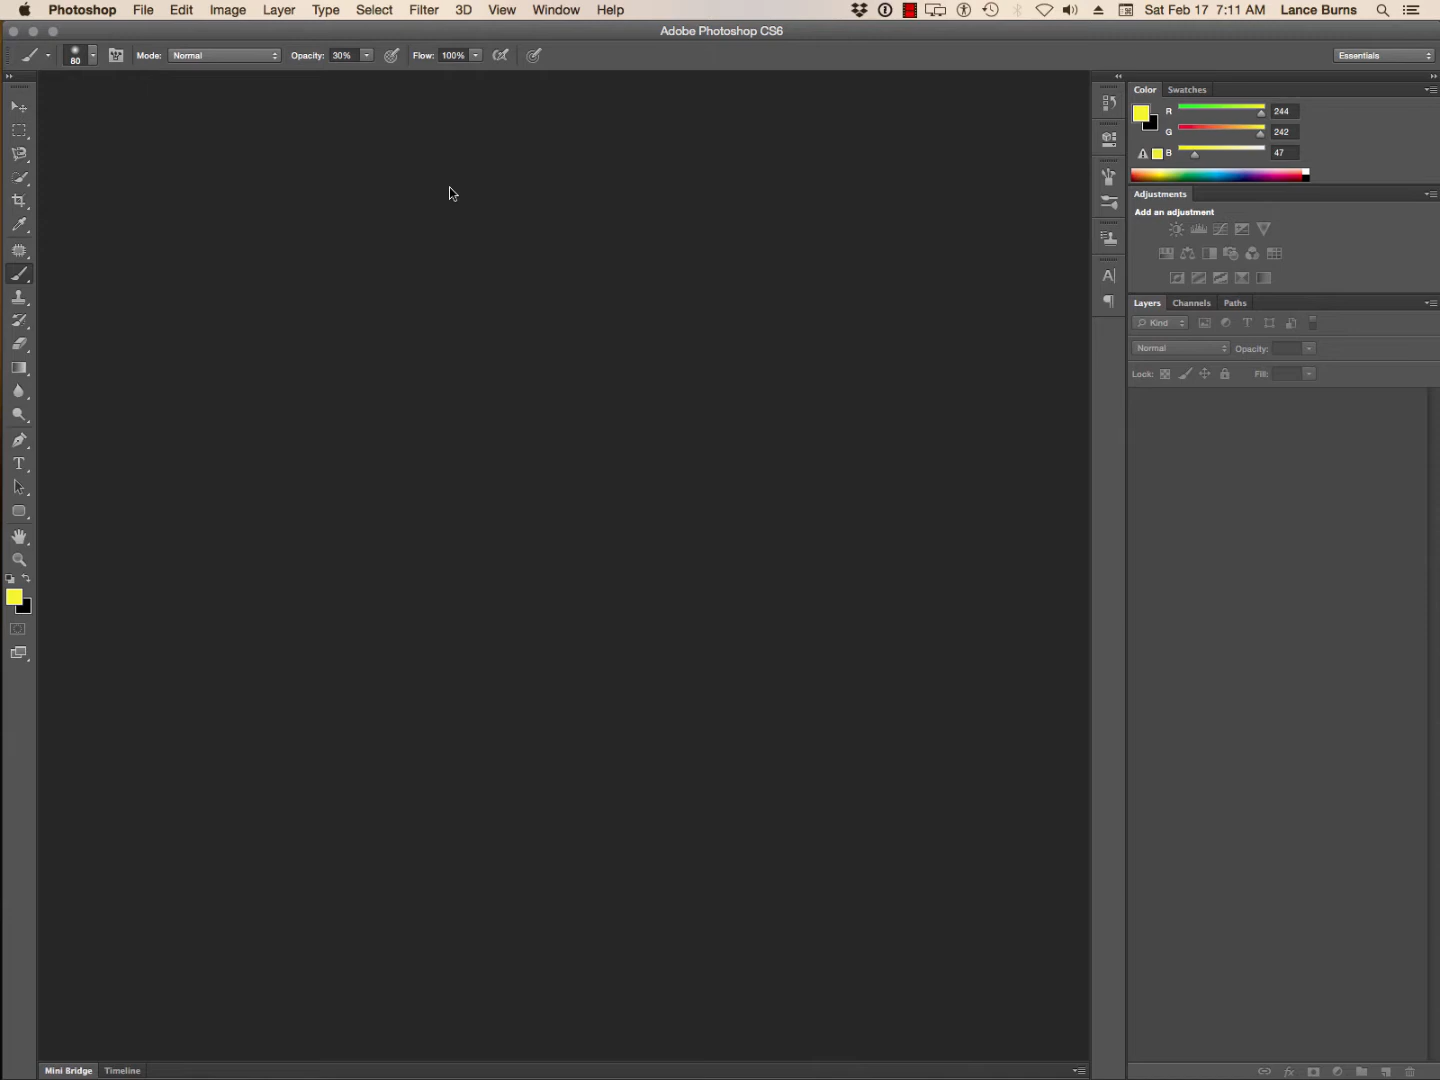 Photoshop File Edit Image Layer Type Select Filter 3D View Window Help Sat Feb 17 7:11 AM Lance Burns
Adobe Photoshop CS6
80 Mode: Normal Opacity: 30% Flow: 100% Essentials
Color Swatches
R 244
G 242
B 47
Adjustments
Add an adjustment
Layers Channels Paths
Kind T
Normal Opacity:
Lock: Fill:
A
T
Mini Bridge Timeline
fx